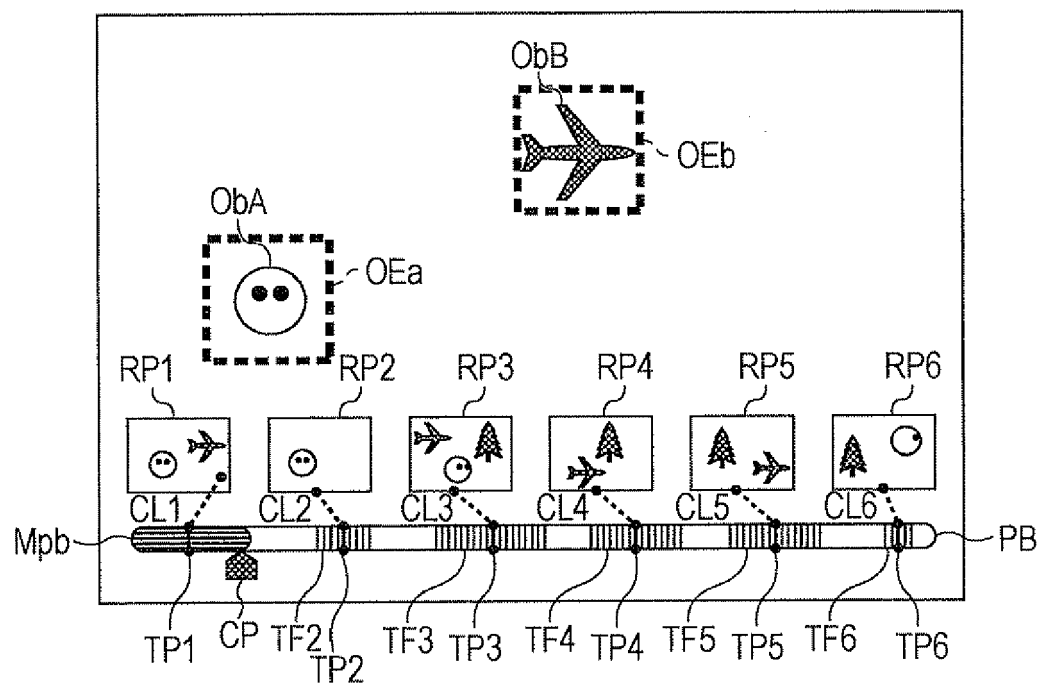 ObB
OEb
ObA
OEa
RP1 RP2 RP3 RP4 RP5 RP6
CL1 CL2 CL3 CL4 CL5 CL6
Mpb PB
TP1 CP TF2 TP2 TF3 TP3 TF4 TP4 TF5 TP5 TF6 TP6